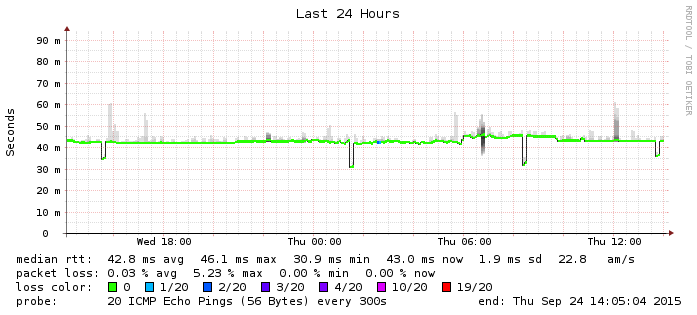 Last 24 Hours
RRDTOOL / TOBI OETIKER
Seconds
90 m
80 m
70 m
60 m
50 m
40 m
30 m
20 m
10 m
0
Wed 18:00 Thu 00:00 Thu 06:00 Thu 12:00
median rtt: 42.8 ms avg 46.1 ms max 30.9 ms min 43.0 ms now 1.9 ms sd 22.8 am/s
packet loss: 0.03 % avg 5.23 % max 0.00 % min 0.00 % now
loss color: 0 1/20 2/20 3/20 4/20 10/20 19/20
probe: 20 ICMP Echo Pings (56 Bytes) every 300s end: Thu Sep 24 14:05:04 2015